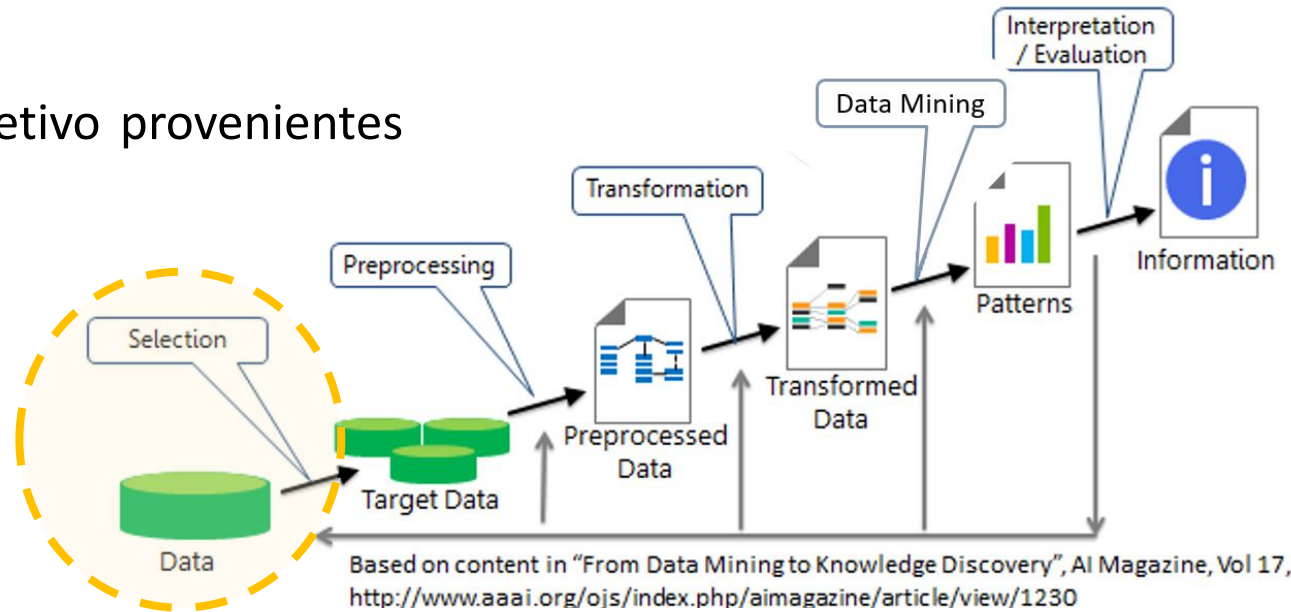 etivo provenientes
Interpretation
/ Evaluation
Data Mining
Transformation
Preprocessing
Selection
i
Information
Patterns
Transformed
Data
Preprocessed
Data
Target Data
Data
Based on content in “From Data Mining to Knowledge Discovery”, AI Magazine, Vol 17,
http://www.aaai.org/ojs/index.php/aimagazine/article/view/1230